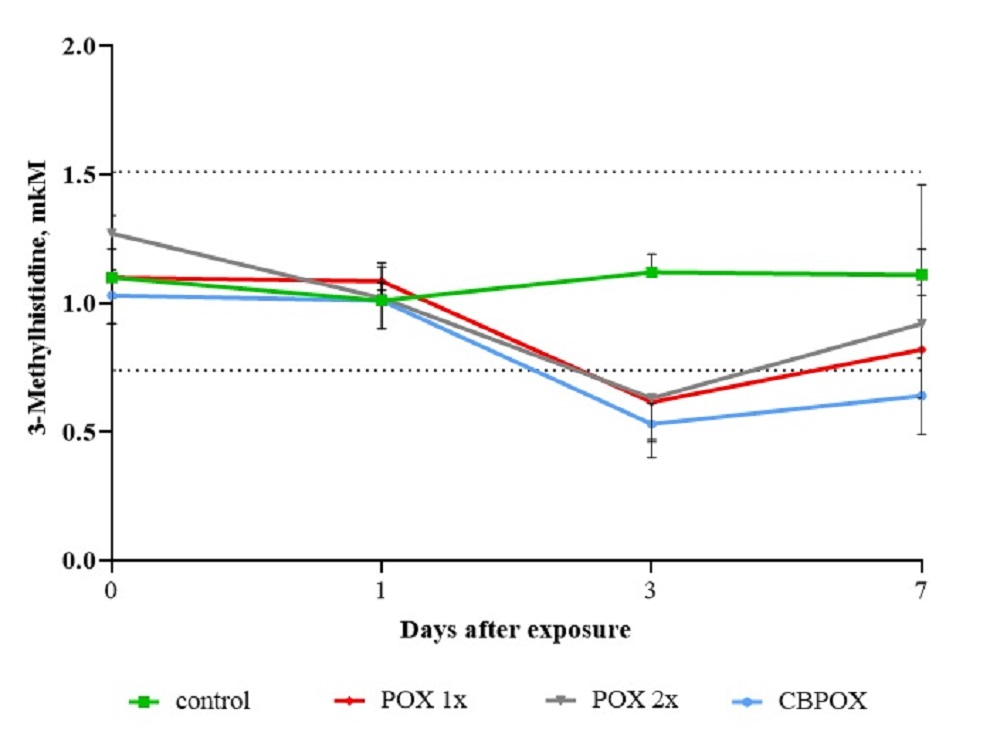 2.0
1.5
1.0
0.5
0.0
3-Methylhistidine, mkM
0 1 3 7
Days after exposure
control POX 1x POX 2x CBPOX